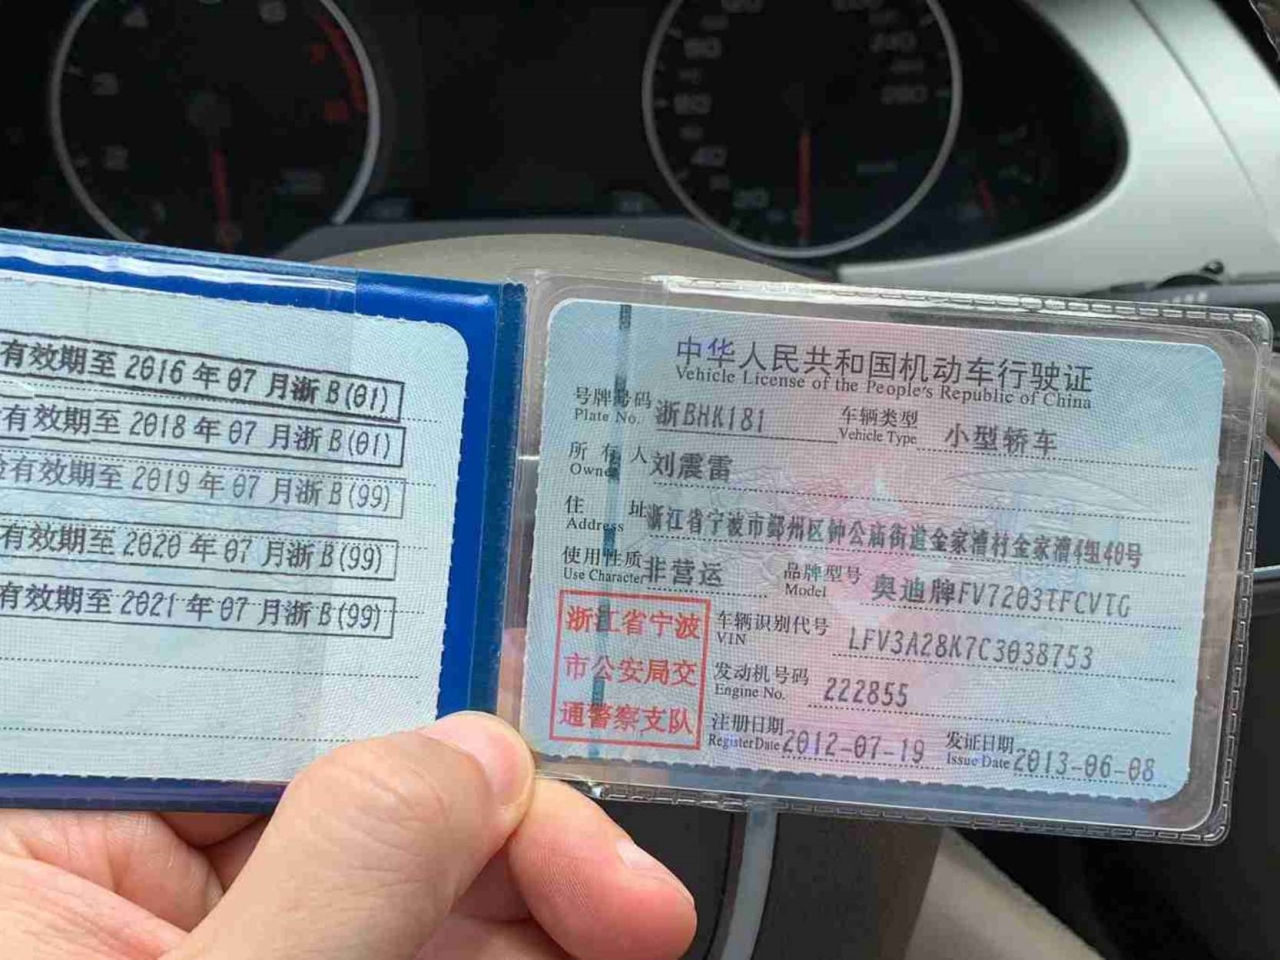 有效期至 2016 年 07 月浙 B(01)
有效期至 2018 年 07 月浙 B(01)
有效期至 2019 年 07 月浙 B(99)
有效期至 2020 年 07 月浙 B(99)
有效期至 2021 年 07 月浙 B(99)
中华人民共和国机动车行驶证
Vehicle License of the People's Republic of China
号牌号码 浙BHK181 车辆类型 小型轿车
Plate No. Vehicle Type
所有人 刘震雷
Owner
住址 浙江省宁波市鄞州区钟公庙街道金家漕村金家漕4组40号
Address
使用性质 非营运 品牌型号 奥迪牌FV7203TFCVTG
Use Character Model
浙江省宁波
市公安局交
通警察支队
车辆识别代号 LFV3A28K7C3038753
VIN
发动机号码 222855
Engine No.
注册日期 2012-07-19 发证日期 2013-06-08
Register Date Issue Date